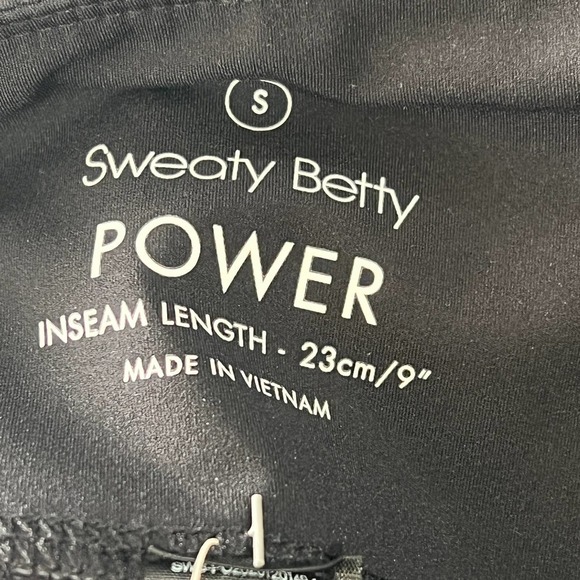 S
Sweaty Betty
POWER
INSEAM LENGTH - 23cm/9"
MADE IN VIETNAM